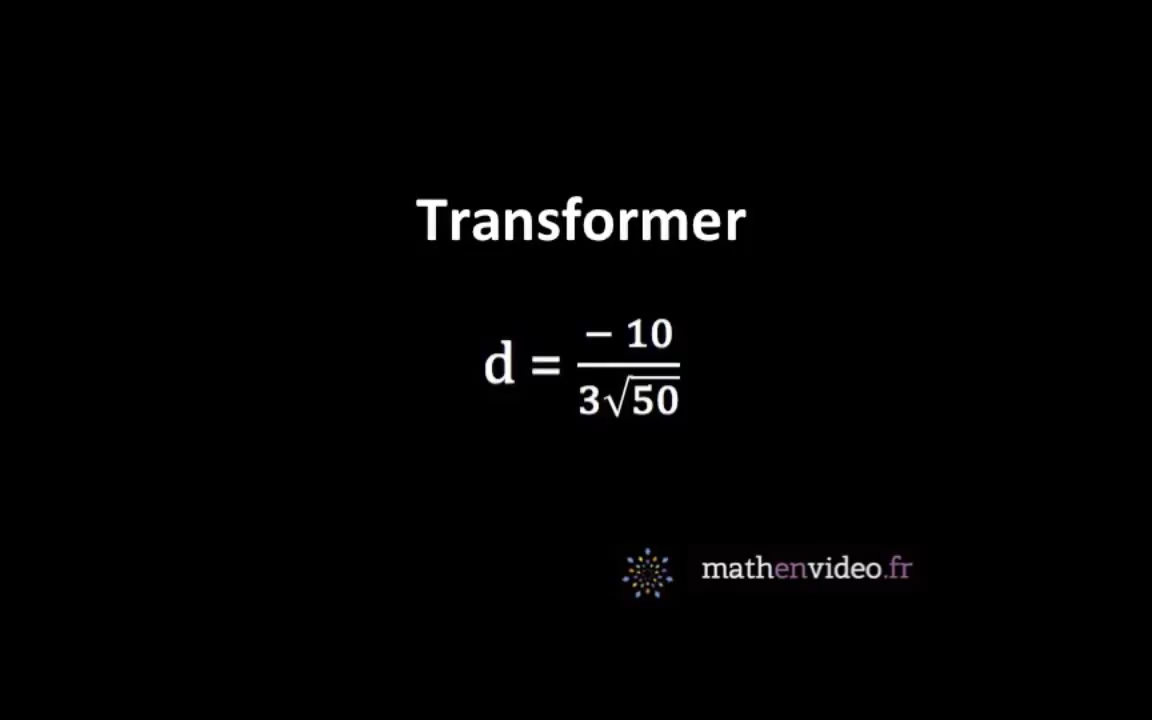 Transformer
d = − 10 / 3√50
mathenvideo.fr